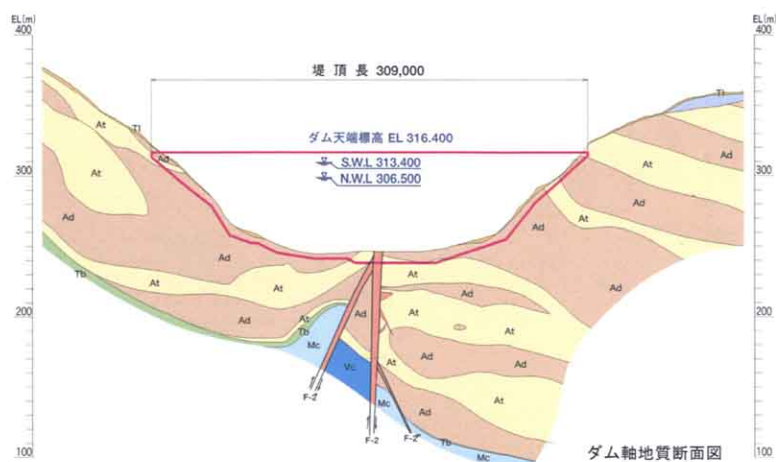 EL(m)
EL(m)
400
400
堤 頂 長 309,000
Tl
At
Tl
ダム天端標高 EL 316.400
Ad
Ad
At
S.W.L 313.400
300
At
N.W.L 306.500
300
At
Ad
Ad
Ad
Ad
Tb
At
At
At
Ad
200
200
Ad
At
Ad
At
Tb
At
Mc
Ad
Vc
At
Mc
At
F-2'
Ad
F-2
F-2"
Tb
100
Mc
ダム軸地質断面図
100